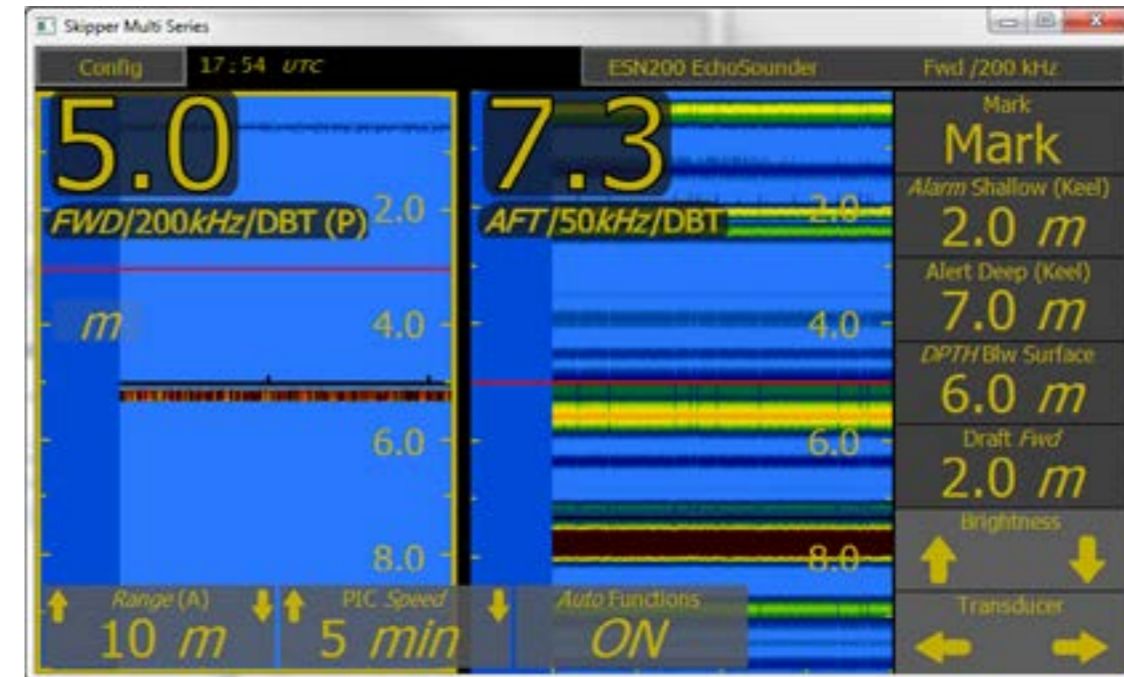 Skipper Multi Series
Config 17:54 UTC ESN200 EchoSounder Fwd /200 kHz
5.0
FWD/200kHz/DBT (P)
m
2.0
4.0
6.0
8.0
7.3
AFT/50kHz/DBT
2.0
4.0
6.0
8.0
Mark
Mark
Alarm Shallow (Keel)
2.0 m
Alert Deep (Keel)
7.0 m
DPTH Blw Surface
6.0 m
Draft Fwd
2.0 m
Brightness
Transducer
Range (A)
10 m
PIC Speed
5 min
Auto Functions
ON